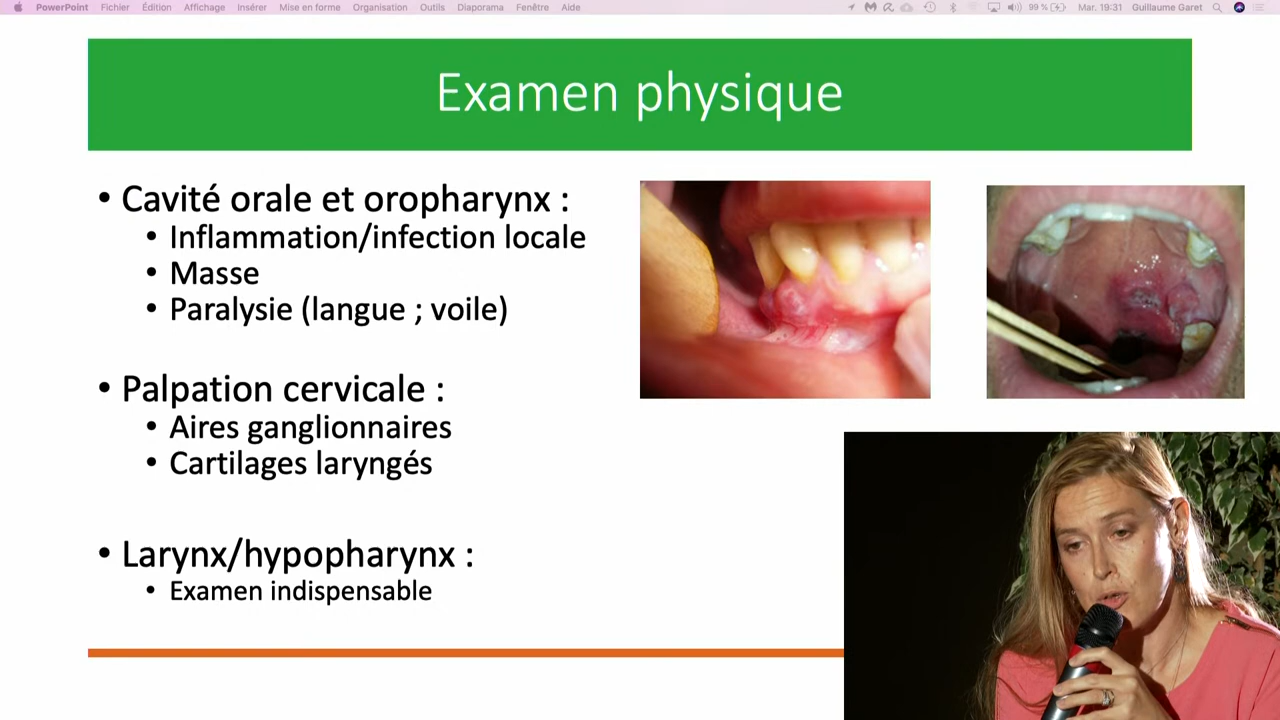 PowerPoint Fichier Édition Affichage Insérer Mise en forme Organisation Outils Diaporama Fenêtre Aide 99 % Mar. 19:31 Guillaume Garet
Examen physique
• Cavité orale et oropharynx :
• Inflammation/infection locale
• Masse
• Paralysie (langue ; voile)
• Palpation cervicale :
• Aires ganglionnaires
• Cartilages laryngés
• Larynx/hypopharynx :
• Examen indispensable